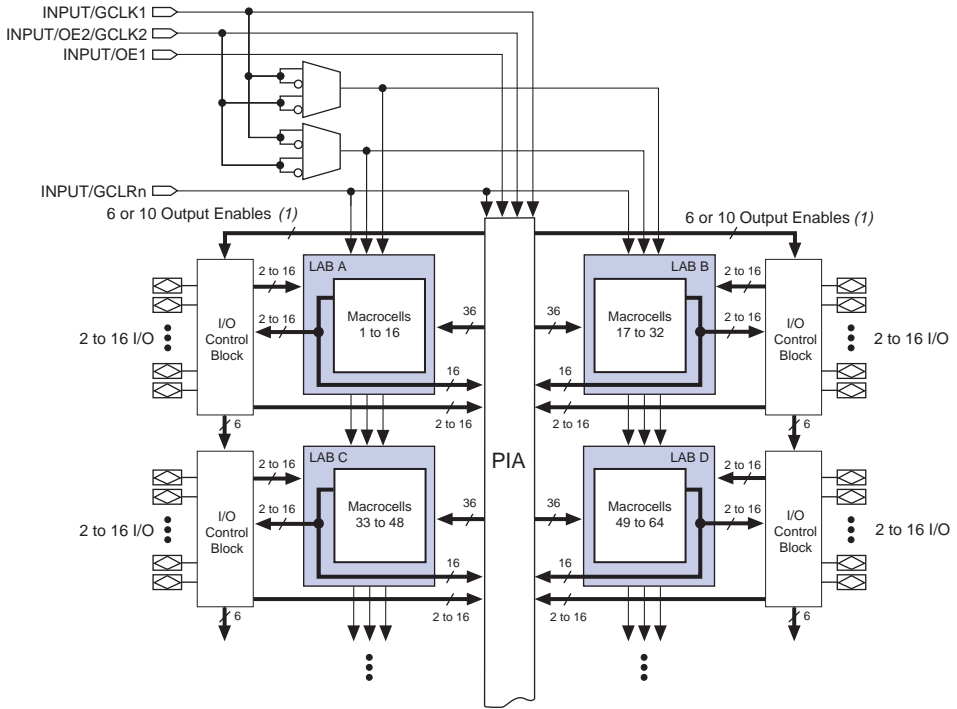 INPUT/GCLK1
INPUT/OE2/GCLK2
INPUT/OE1
INPUT/GCLRn
6 or 10 Output Enables (1)
6 or 10 Output Enables (1)
LAB A
LAB B
2 to 16
2 to 16
Macrocells
1 to 16
Macrocells
17 to 32
36
36
2 to 16
2 to 16
I/O
Control
Block
I/O
Control
Block
2 to 16 I/O
2 to 16 I/O
16
16
2 to 16
2 to 16
6
6
PIA
LAB C
LAB D
2 to 16
2 to 16
Macrocells
33 to 48
Macrocells
49 to 64
36
36
2 to 16
2 to 16
I/O
Control
Block
I/O
Control
Block
2 to 16 I/O
2 to 16 I/O
16
16
2 to 16
2 to 16
6
6